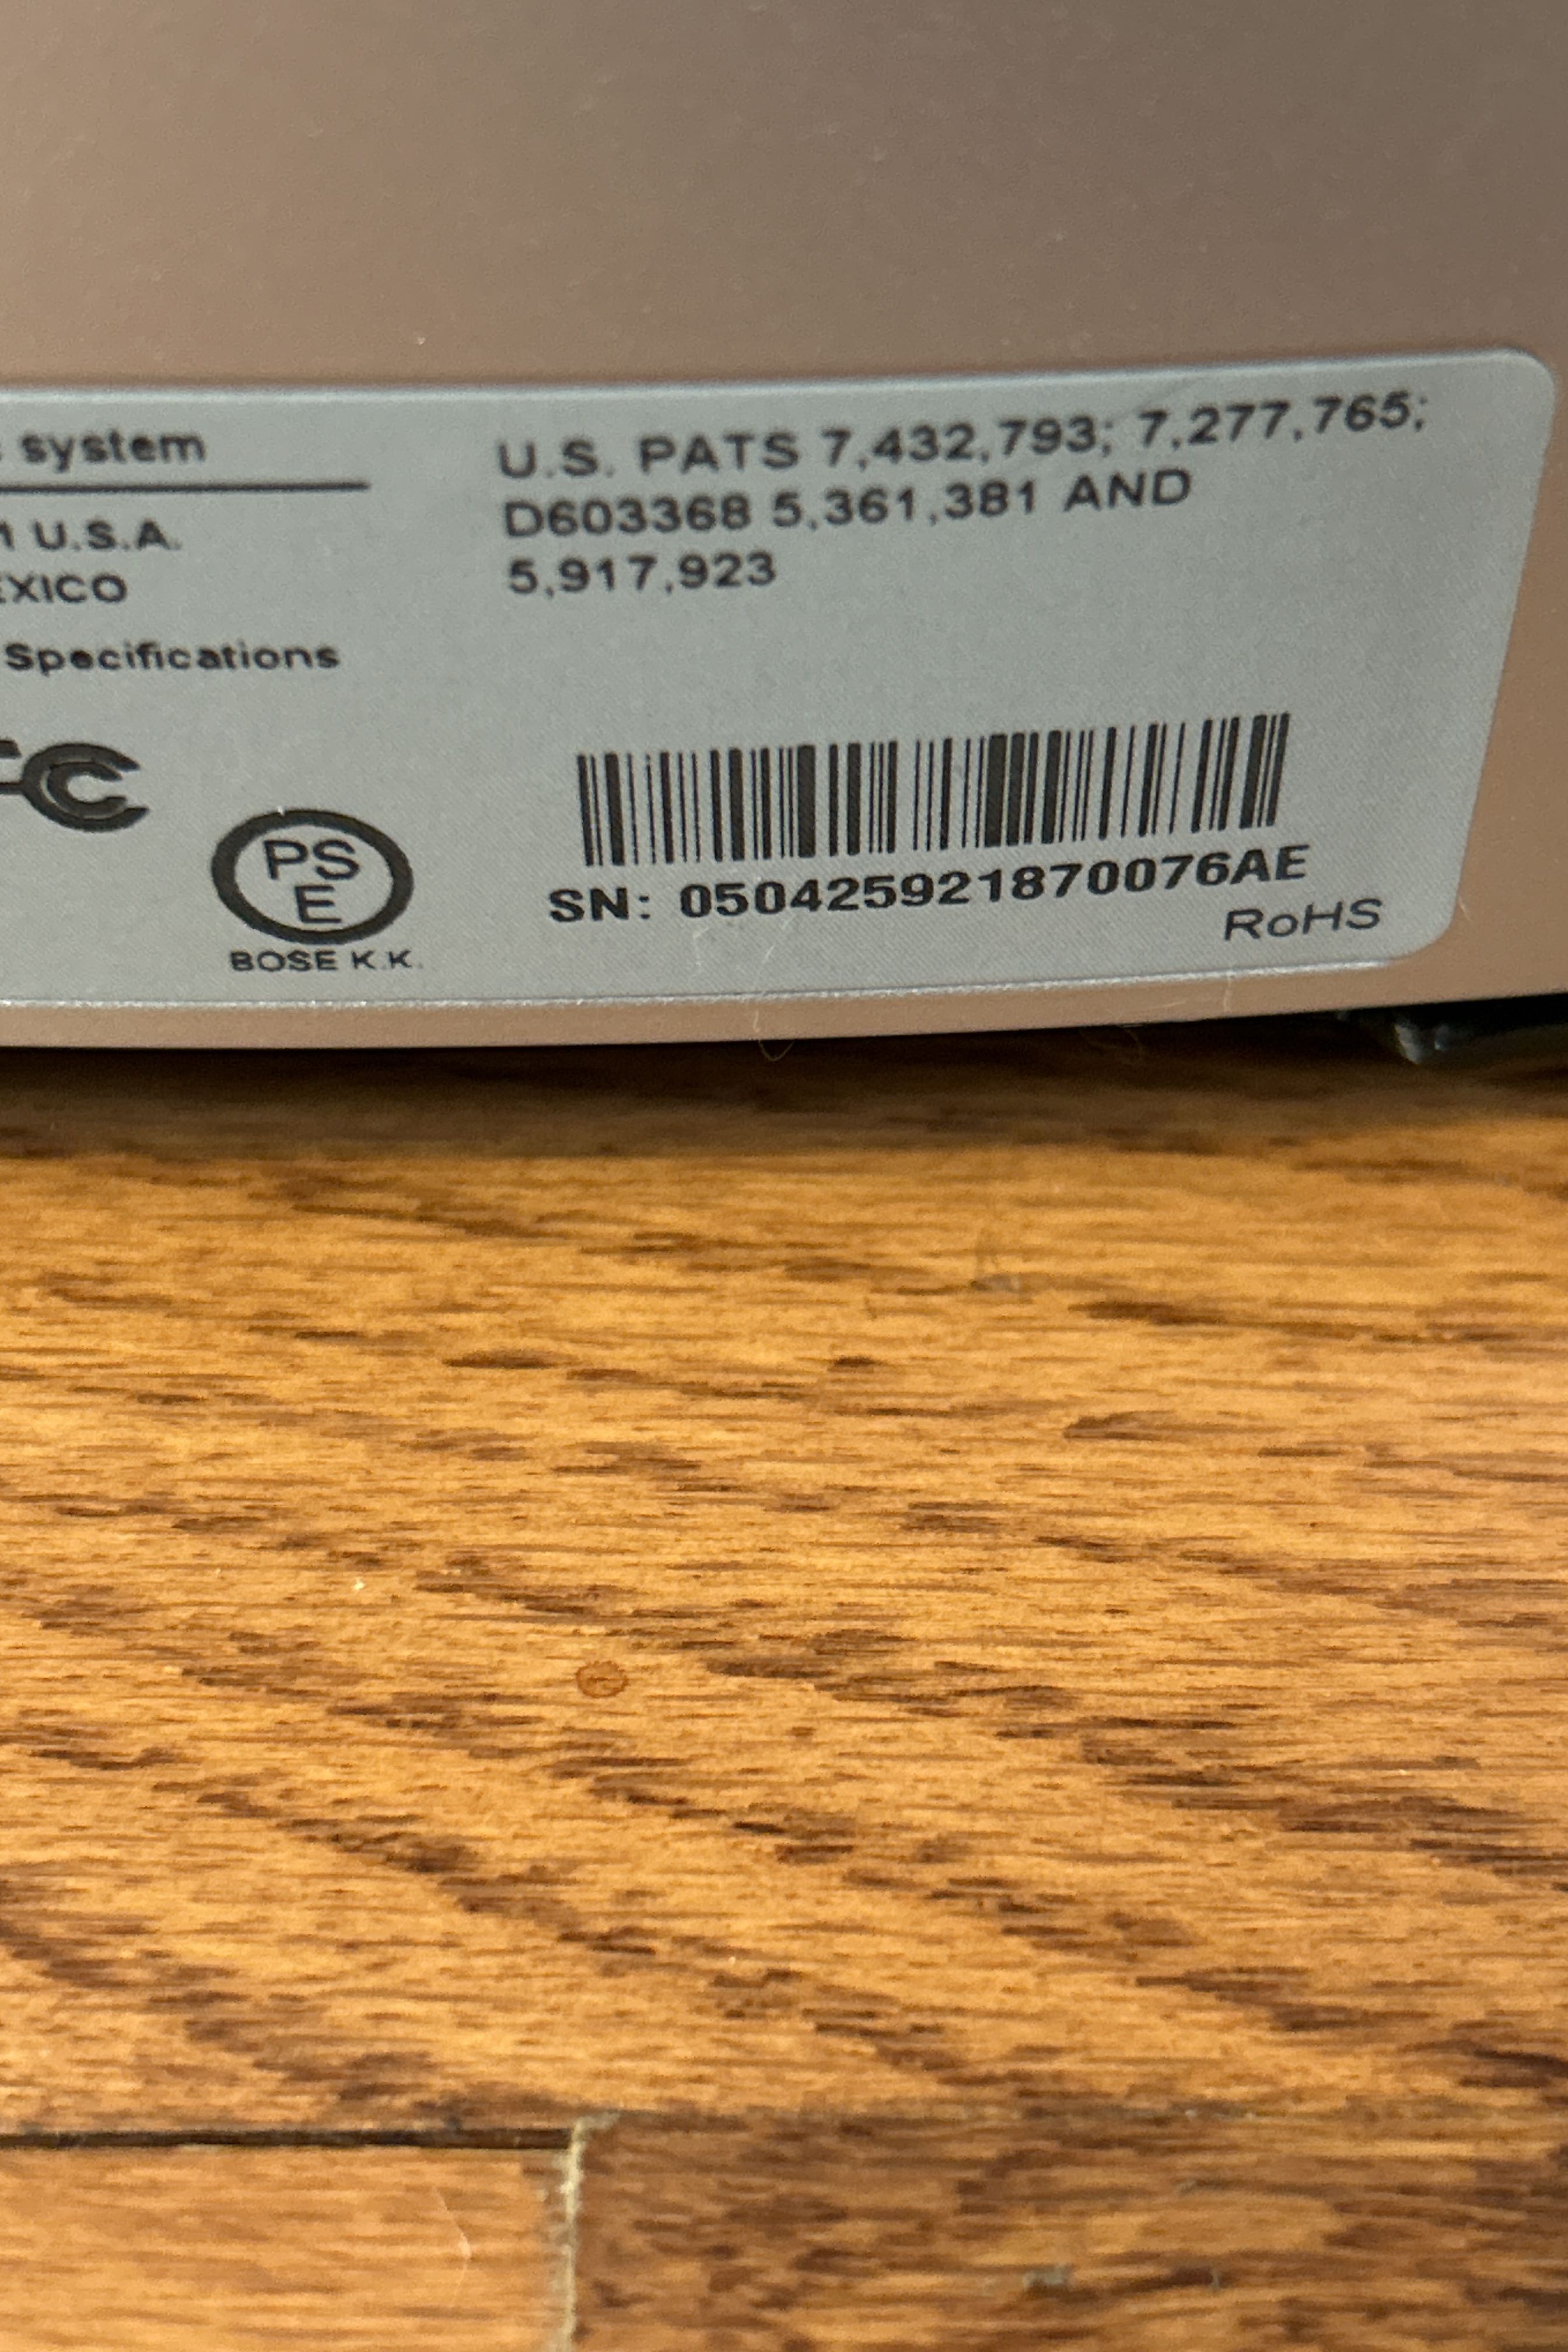 system
U.S.A.
Specifications
FC
PS
E
BOSE K.K.
U.S. PATS 7,432,793; 7,277,765;
D603368 5,361,381 AND
5,917,923
SN: 050425921870076AE
RoHS